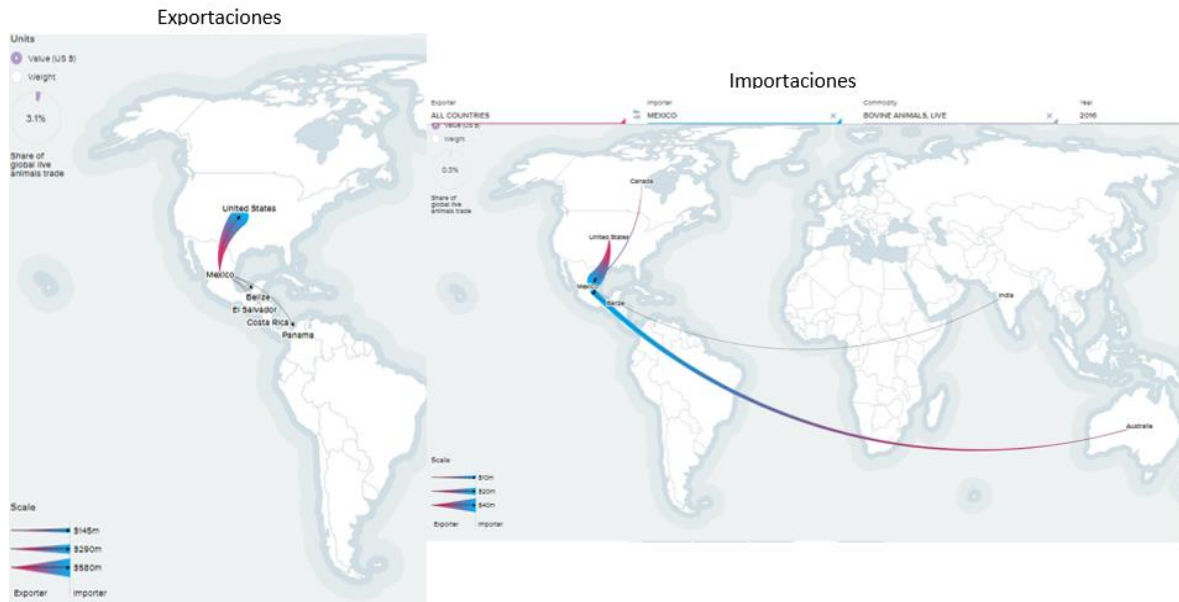 Exportaciones
Units
Value (US $)
Weight
3.1%
Share of
global live
animals trade
United States
Mexico
Belize
El Salvador
Costa Rica
Panama
Scale
$145m
$290m
$580m
Exporter
Importer
Importaciones
Exporter
ALL COUNTRIES
Importer
MEXICO
Commodity
BOVINE ANIMALS, LIVE
Year
2016
Value (US $)
Weight
0.3%
Share of
global live
animals trade
Canada
United States
Mexico
Belize
India
Australia
Scale
$10m
$20m
$40m
Exporter
Importer